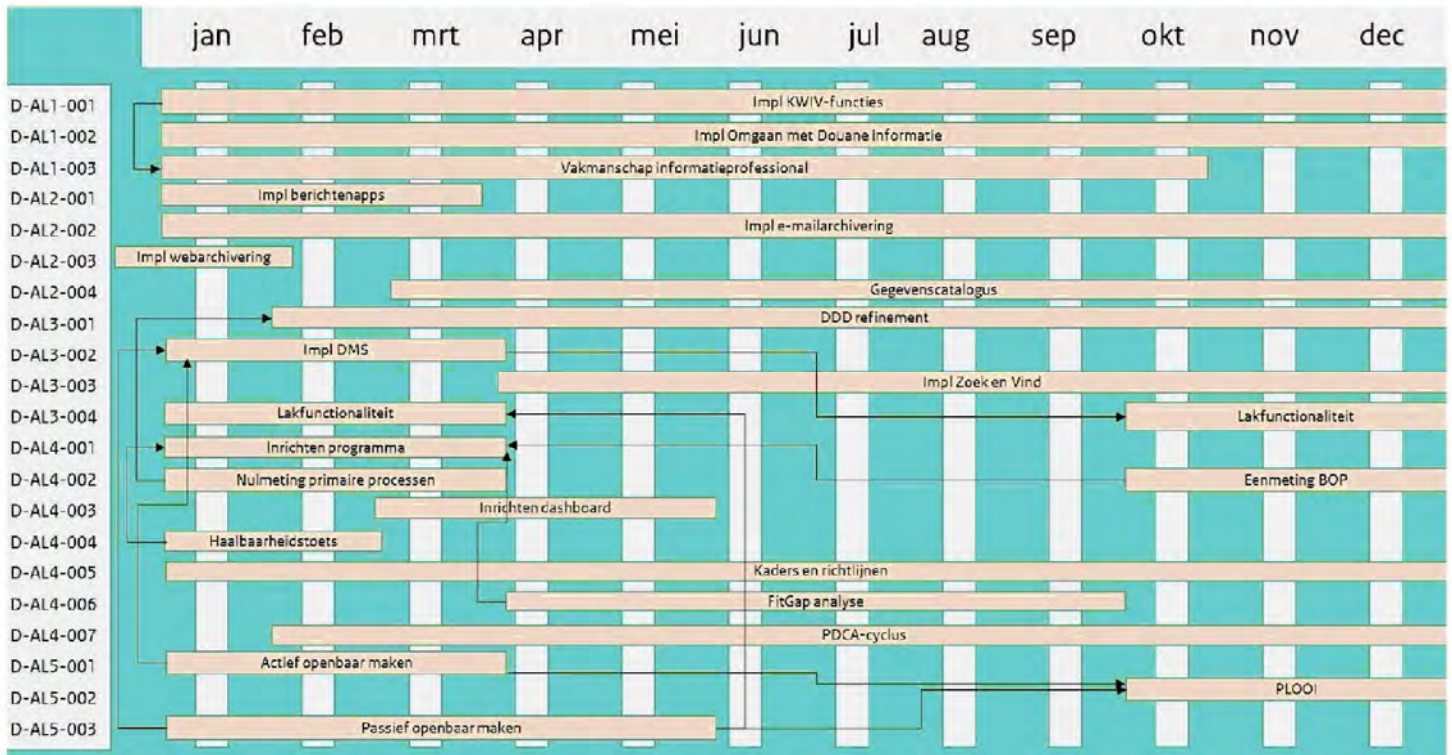 jan feb mrt apr mei jun jul aug sep okt nov dec
D-AL1-001 Impl KWIV-functies
D-AL1-002 Impl Omgaan met Douane informatie
D-AL1-003 Vakmanschap informatieprofessional
D-AL2-001 Impl berichtenapps
D-AL2-002 Impl e-mailarchivering
D-AL2-003 Impl webarchivering
D-AL2-004 Gegevenscatalogus
D-AL3-001 DDD refinement
D-AL3-002 Impl DMS
D-AL3-003 Impl Zoek en Vind
D-AL3-004 Lakfunctionaliteit Lakfunctionaliteit
D-AL4-001 Inrichten programma
D-AL4-002 Nulmeting primaire processen Eenmeting BOP
D-AL4-003 Inrichten dashboard
D-AL4-004 Haalbaarheidstoets
D-AL4-005 Kaders en richtlijnen
D-AL4-006 FitGap analyse
D-AL4-007 PDCA-cyclus
D-AL5-001 Actief openbaar maken
D-AL5-002 PLOOI
D-AL5-003 Passief openbaarmaken